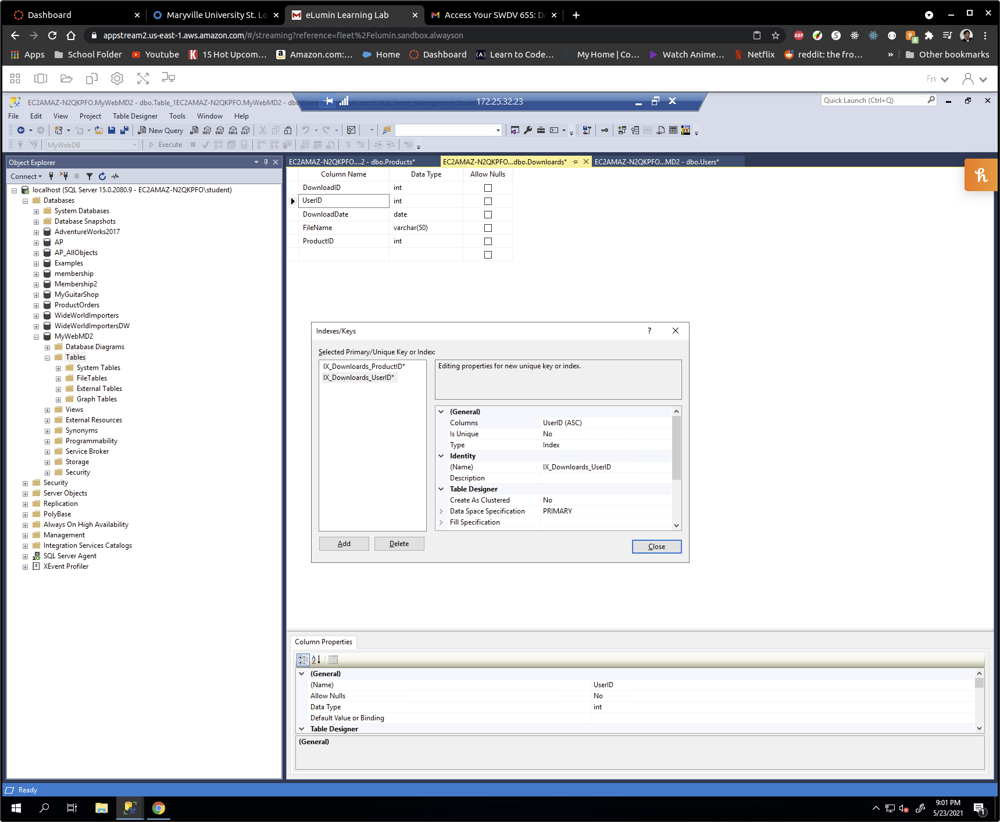 Dashboard
Maryville University St. Lo
eLumin Learning Lab
Access Your SWDV 655: DA
appstream2.us-east-1.aws.amazon.com/#/streaming?reference=fleet%2Felumin.sandbox.alwayson
ABP
4
Apps
School Folder
Youtube
15 Hot Upcom...
Amazon.com:...
Home
Dashboard
Learn to Code...
My Home | Co...
Watch Anime...
Netflix
reddit: the fro...
»
Other bookmarks
Fn
EC2AMAZ-N2QKPFO.MyWebMD2 - dbo.Table_1EC2AMAZ-N2QKPFO.MyWebMD2 - dbo.Downloards* - Microsoft SQL Server Management Studio
172.25.32.23
Quick Launch (Ctrl+Q)
File Edit View Project Table Designer Tools Window Help
New Query
MDX DMX XMLA DAX
MyWebDB
Execute
Object Explorer
Connect
localhost (SQL Server 15.0.2080.9 - EC2AMAZ-N2QKPFO\student)
Databases
System Databases
Database Snapshots
AdventureWorks2017
AP
AP_AllObjects
Examples
membership
Membership2
MyGuitarShop
ProductOrders
WideWorldImporters
WideWorldImportersDW
MyWebMD2
Database Diagrams
Tables
System Tables
FileTables
External Tables
Graph Tables
Views
External Resources
Synonyms
Programmability
Service Broker
Storage
Security
Security
Server Objects
Replication
PolyBase
Always On High Availability
Management
Integration Services Catalogs
SQL Server Agent
XEvent Profiler
EC2AMAZ-N2QKPFO....2 - dbo.Products*
EC2AMAZ-N2QKPFO...dbo.Downloards*
EC2AMAZ-N2QKPFO...MD2 - dbo.Users*
Column Name Data Type Allow Nulls
DownloadID int
UserID int
DownloadDate date
FileName varchar(50)
ProductID int
Indexes/Keys
?
Selected Primary/Unique Key or Index:
IX_Downloards_ProductID*
IX_Downloards_UserID*
Editing properties for new unique key or index.
(General)
Columns UserID (ASC)
Is Unique No
Type Index
Identity
(Name) IX_Downloards_UserID
Description
Table Designer
Create As Clustered No
Data Space Specification PRIMARY
Fill Specification
Add
Delete
Close
Column Properties
(General)
(Name) UserID
Allow Nulls No
Data Type int
Default Value or Binding
Table Designer
(General)
Ready
9:01 PM
5/23/2021
1